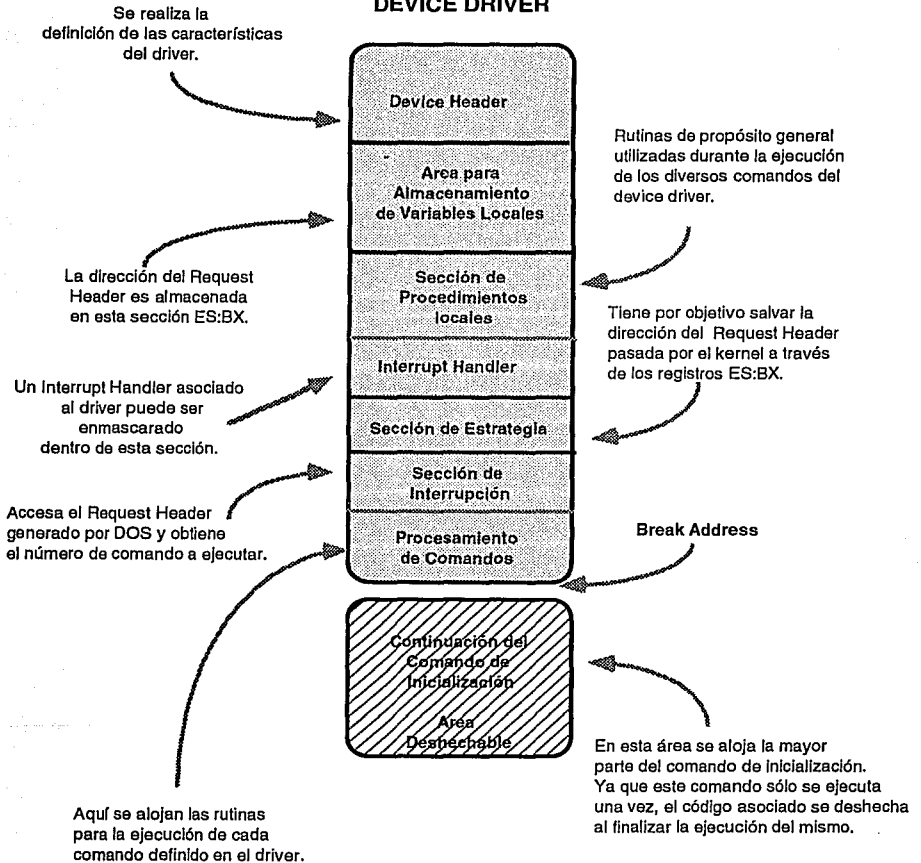 DEVICE DRIVER
Se realiza la
definición de las características
del driver.
Device Header
Rutinas de propósito general
utilizadas durante la ejecución
de los diversos comandos del
device driver.
Area para
Almacenamiento
de Variables Locales
La dirección del Request
Header es almacenada
en esta sección ES:BX.
Sección de
Procedimientos
locales
Tiene por objetivo salvar la
dirección del Request Header
pasada por el kernel a través
de los registros ES:BX.
Interrupt Handler
Un Interrupt Handler asociado
al driver puede ser
enmascarado
dentro de esta sección.
Sección de Estrategia
Sección de
Interrupción
Accesa el Request Header
generado por DOS y obtiene
el número de comando a ejecutar.
Procesamiento
de Comandos
Break Address
Continuación del
Comando de
Inicialización
Area
Deshechable
En esta área se aloja la mayor
parte del comando de inicialización.
Ya que este comando sólo se ejecuta
una vez, el código asociado se deshecha
al finalizar la ejecución del mismo.
Aquí se alojan las rutinas
para la ejecución de cada
comando definido en el driver.